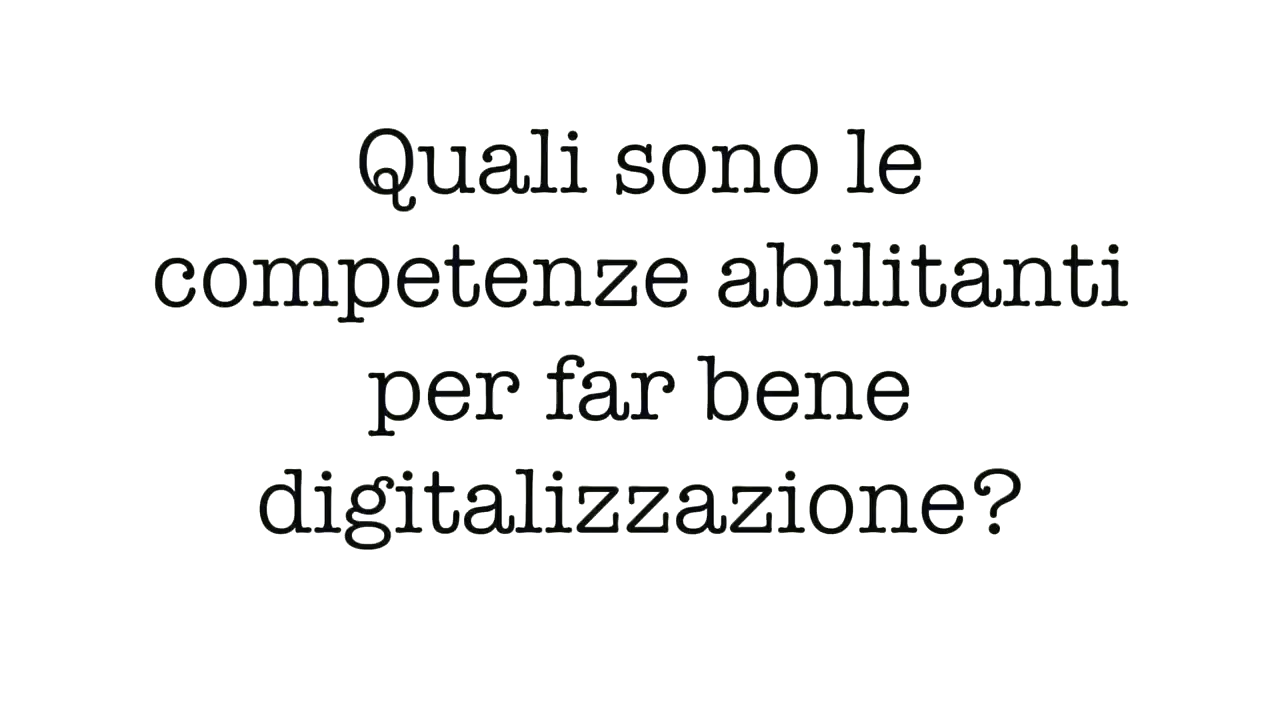 Quali sono le
competenze abilitanti
per far bene
digitalizzazione?